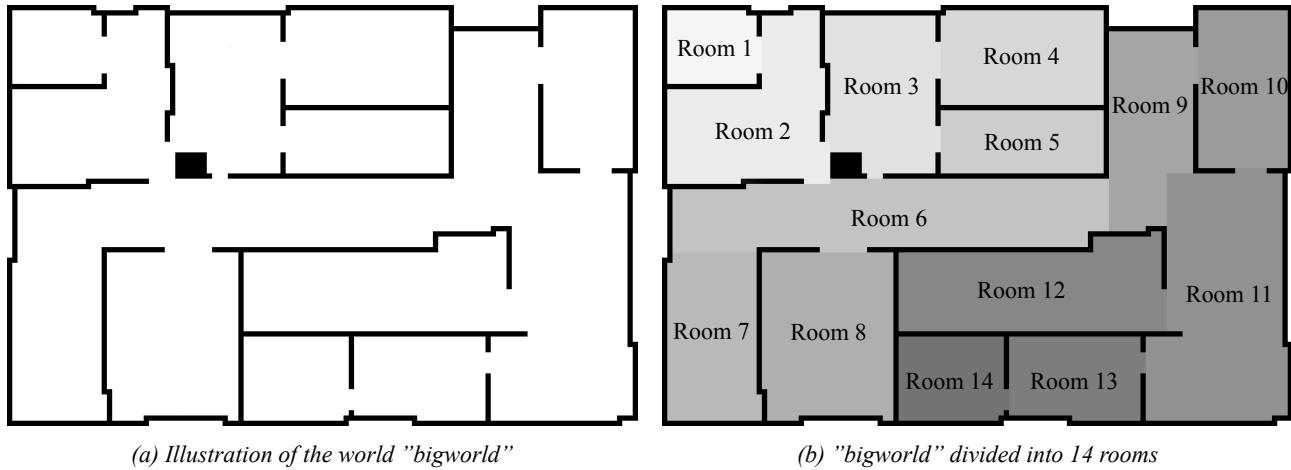 Room 1
Room 4
Room 3
Room 10
Room 9
Room 2
Room 5
Room 6
Room 12
Room 11
Room 7
Room 8
Room 14
Room 13
(a) Illustration of the world ”bigworld”
(b) ”bigworld” divided into 14 rooms